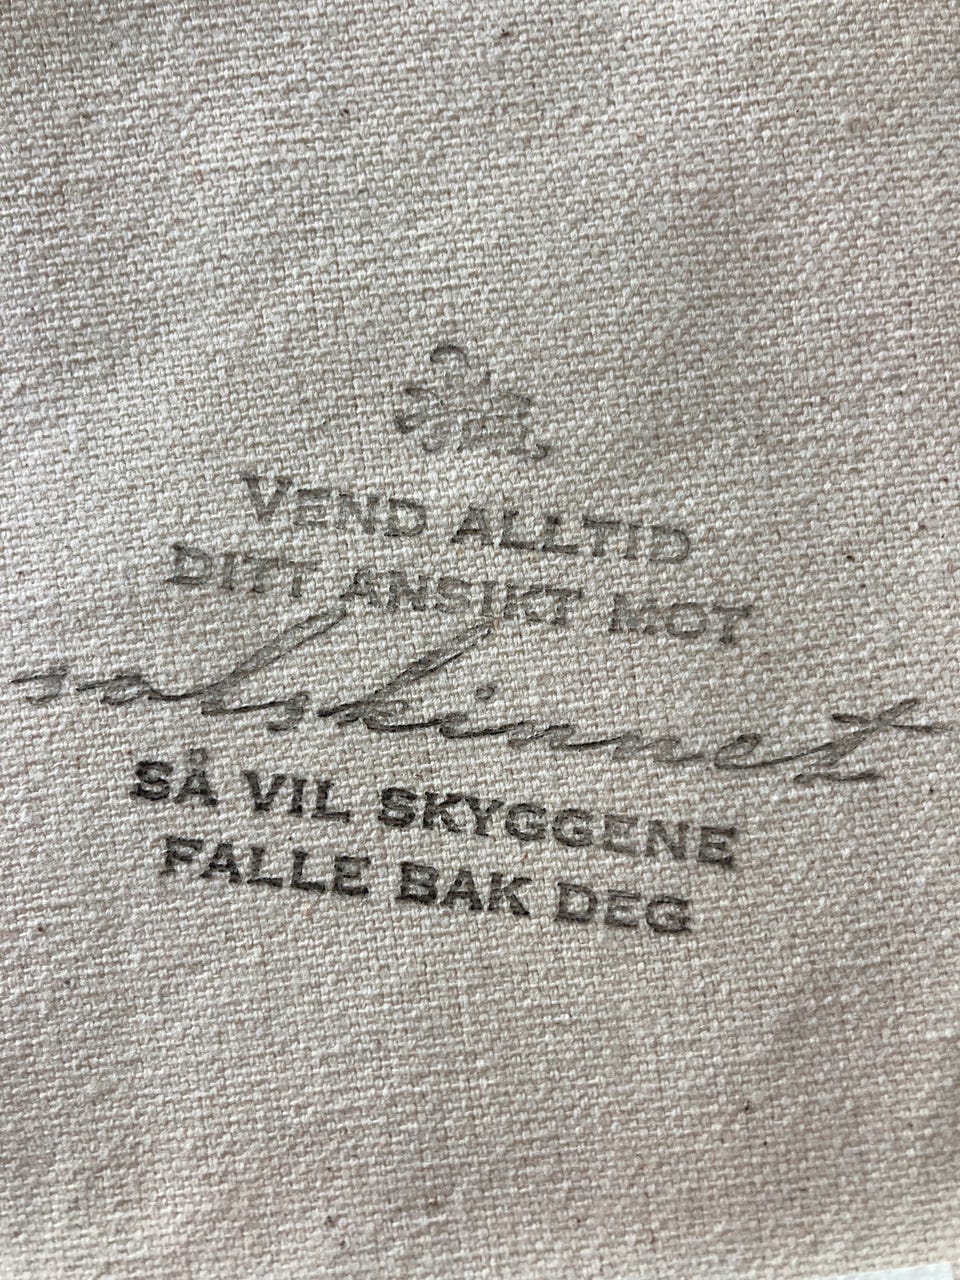 VEND ALLTID
DITT ANSIKT MOT
solskinnet
SÅ VIL SKYGGENE
FALLE BAK DEG